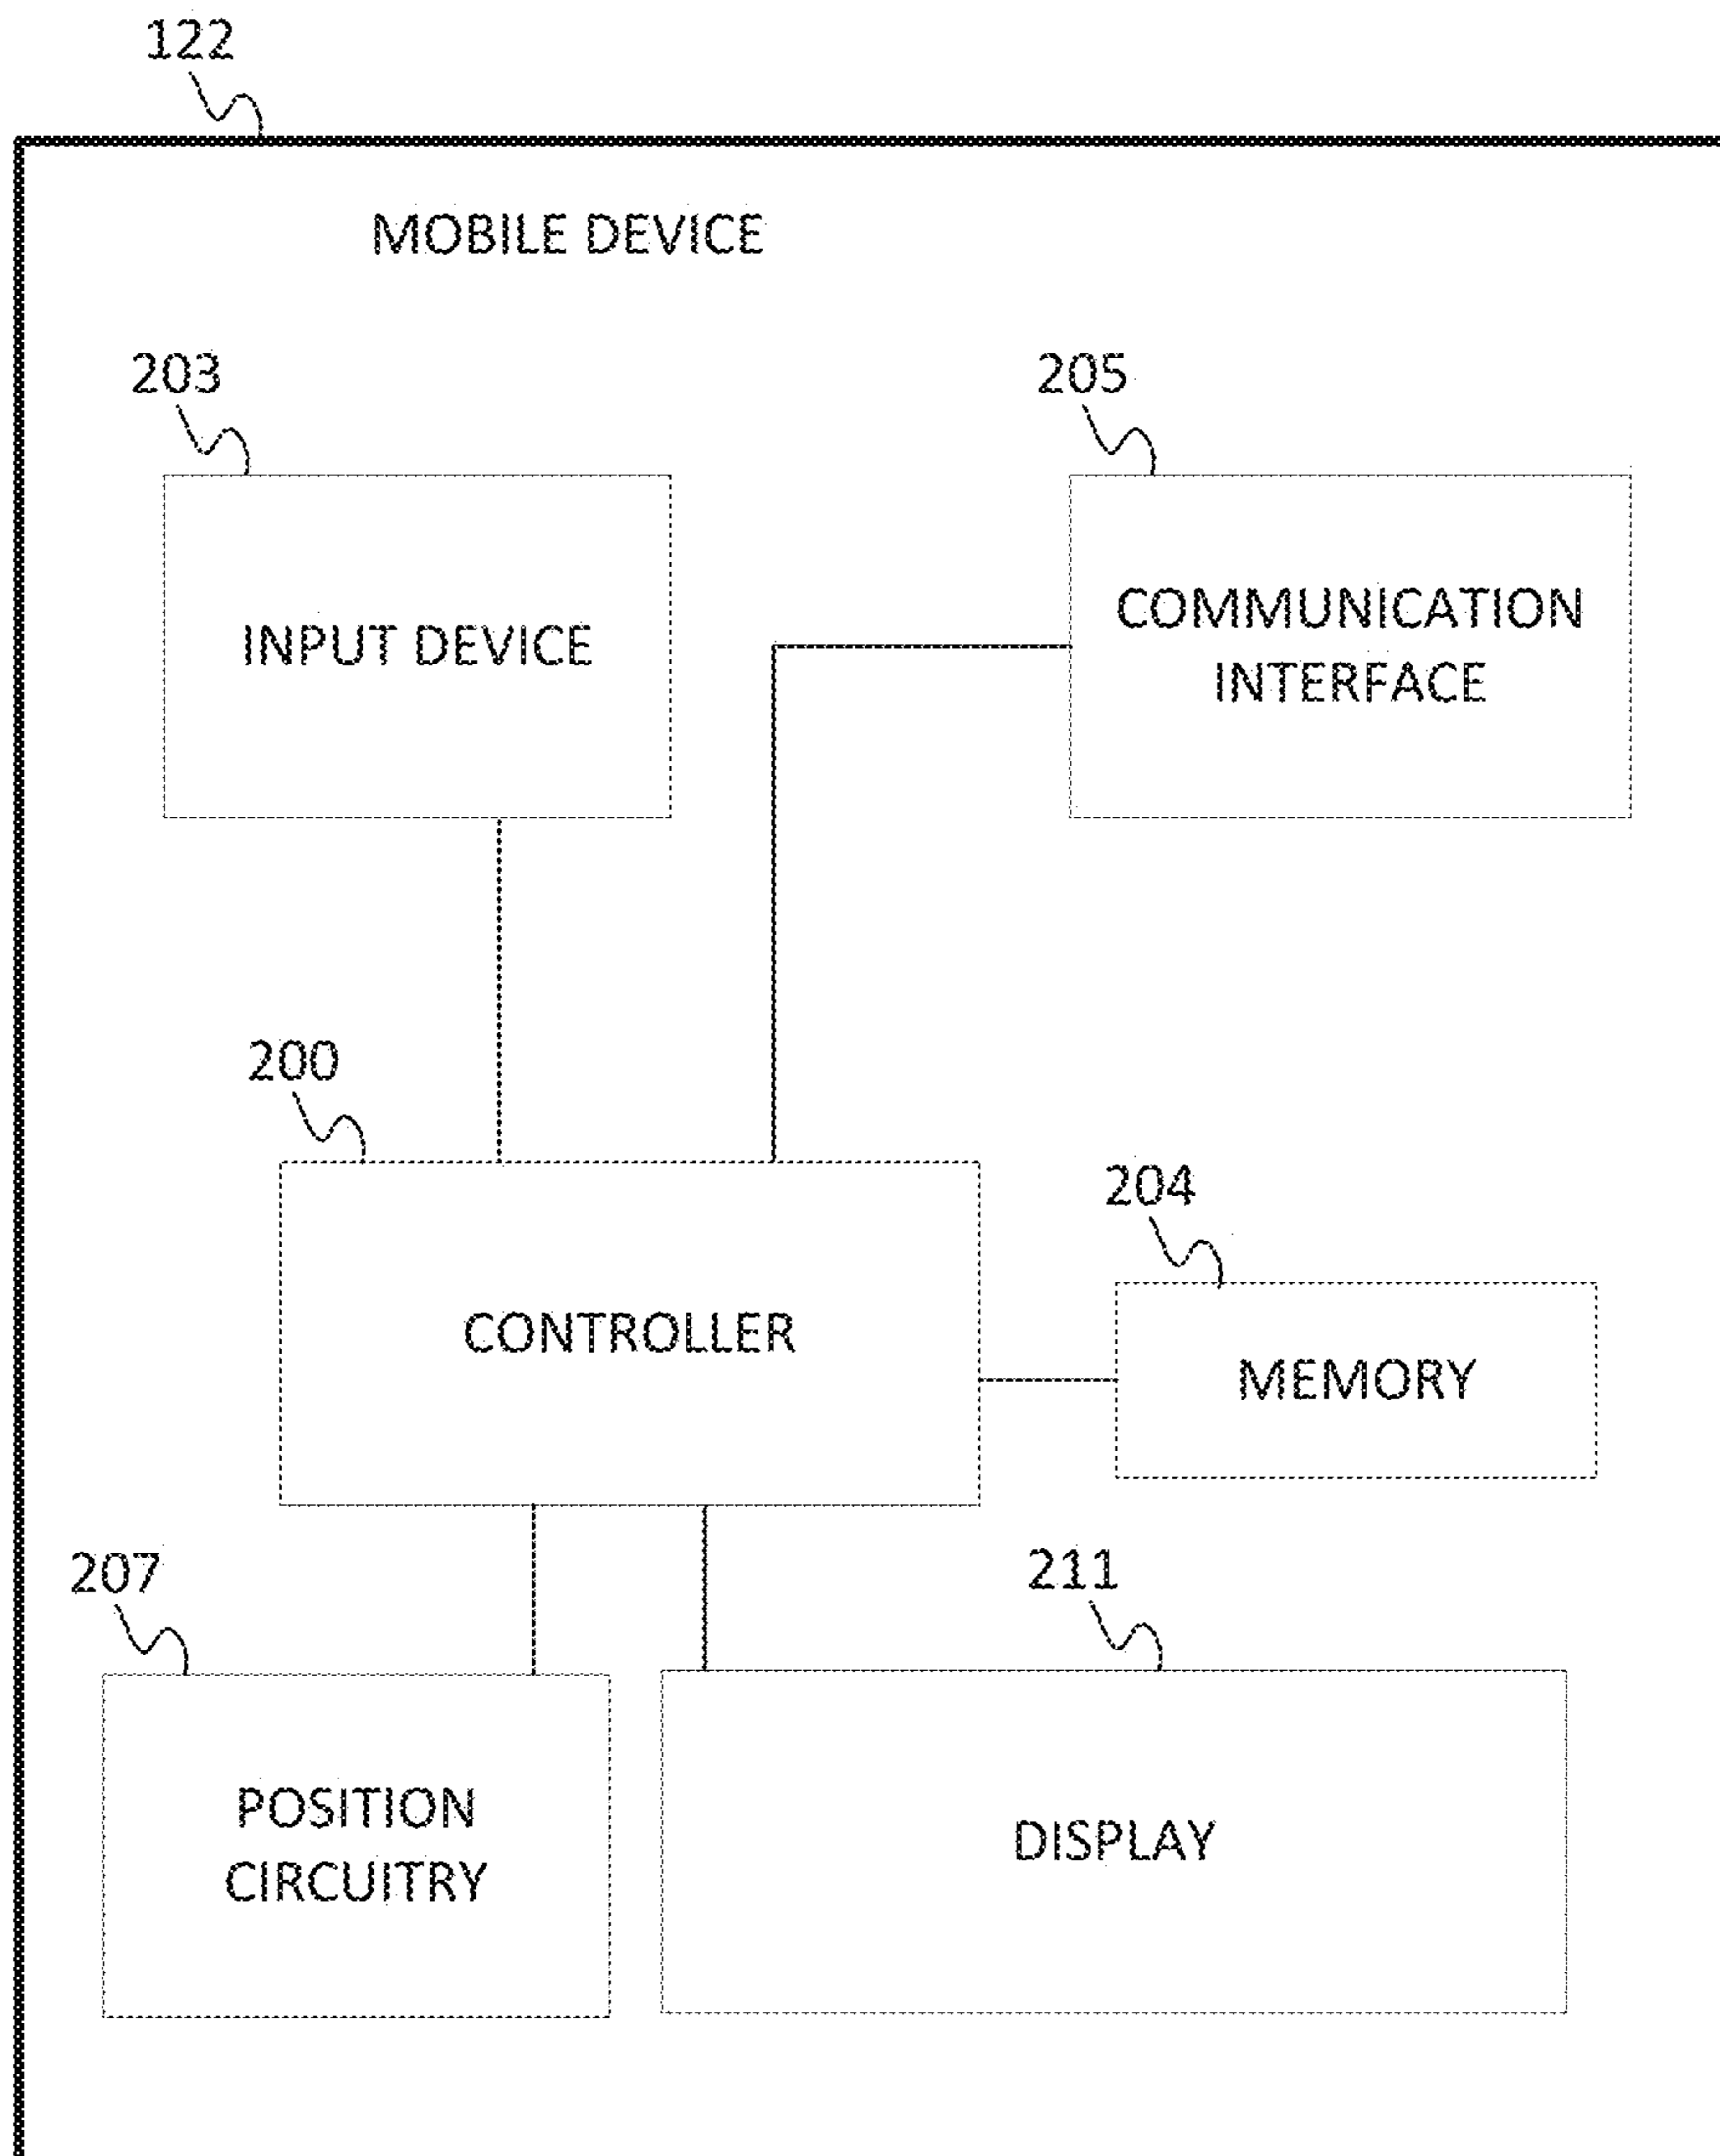 122
MOBILE DEVICE
203
205
INPUT DEVICE
COMMUNICATION
INTERFACE
200
204
CONTROLLER
MEMORY
207
211
POSITION
CIRCUITRY
DISPLAY